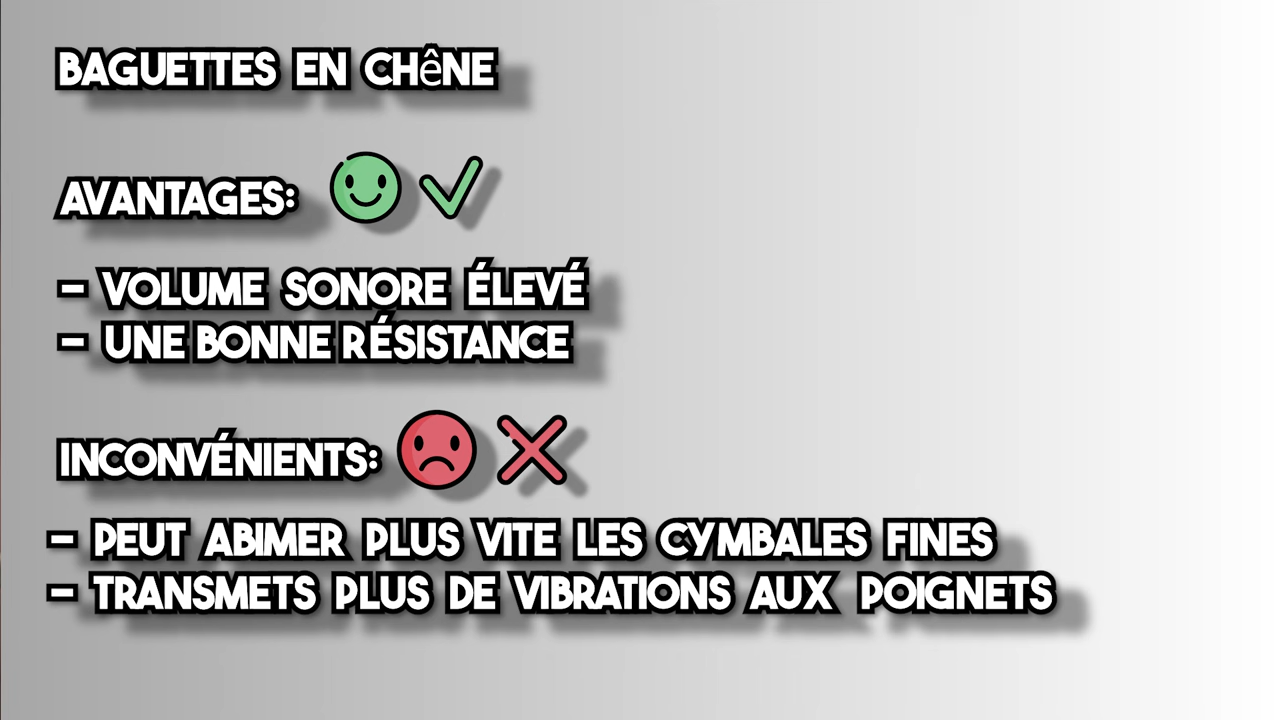 BAGUETTES EN CHêNE
AVANTAGES:
- VOLUME SONORE ÉLEVÉ
- UNE BONNE RÉSISTANCE
INCONVÉNIENTS:
- PEUT ABIMER PLUS VITE LES CYMBALES FINES
- TRANSMETS PLUS DE VIBRATIONS AUX POIGNETS